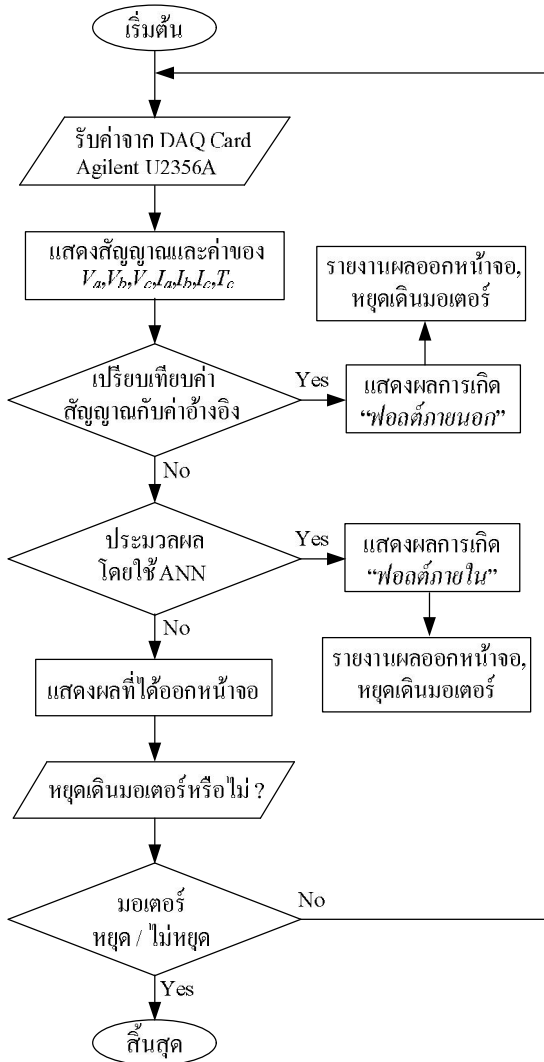 เริ่มต้น
รับค่าจาก DAQ Card
Agilent U2356A
แสดงสัญญาณและค่าของ
Va,Vb,Vc,Ia,Ib,Ic,Tc
รายงานผลออกหน้าจอ,
หยุดเดินมอเตอร์
เปรียบเทียบค่า
สัญญาณกับค่าอ้างอิง
Yes
แสดงผลการเกิด
“ฟอลต์ภายนอก”
No
ประมวลผล
โดยใช้ ANN
Yes
แสดงผลการเกิด
“ฟอลต์ภายใน”
No
รายงานผลออกหน้าจอ,
หยุดเดินมอเตอร์
แสดงผลที่ได้ออกหน้าจอ
หยุดเดินมอเตอร์หรือไม่ ?
มอเตอร์
หยุด / ไม่หยุด
No
Yes
สิ้นสุด